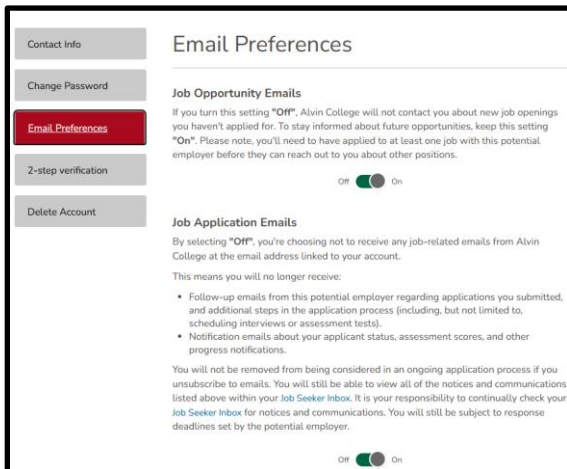 Contact Info
Change Password
Email Preferences
2-step verification
Delete Account
Email Preferences
Job Opportunity Emails
If you turn this setting "Off", Alvin College will not contact you about new job openings
you haven't applied for. To stay informed about future opportunities, keep this setting
"On". Please note, you'll need to have applied to at least one job with this potential
employer before they can reach out to you about other positions.
Off On
Job Application Emails
By selecting "Off", you're choosing not to receive any job-related emails from Alvin
College at the email address linked to your account.
This means you will no longer receive:
• Follow-up emails from this potential employer regarding applications you submitted,
and additional steps in the application process (including, but not limited to,
scheduling interviews or assessment tests).
• Notification emails about your applicant status, assessment scores, and other
progress notifications.
You will not be removed from being considered in an ongoing application process if you
unsubscribe to emails. You will still be able to view all of the notices and communications
listed above within your Job Seeker Inbox. It is your responsibility to continually check your
Job Seeker Inbox for notices and communications. You will still be subject to response
deadlines set by the potential employer.
Off On